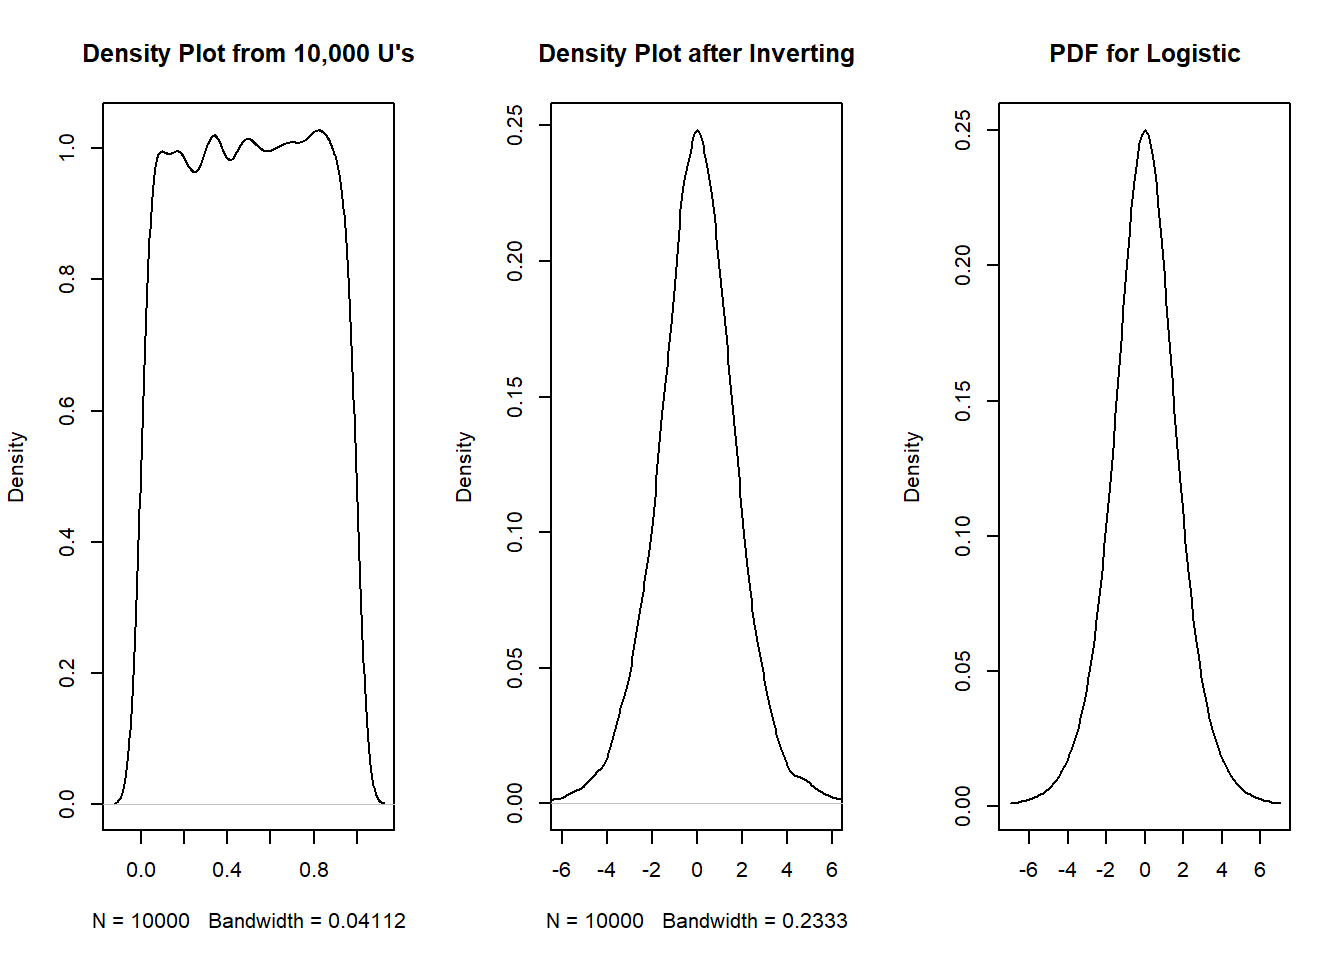 Density Plot from 10,000 U's
Density
1.0
0.8
0.6
0.4
0.2
0.0
0.0 0.4 0.8
N = 10000 Bandwidth = 0.04112
Density Plot after Inverting
Density
0.25
0.20
0.15
0.10
0.05
0.00
-6 -4 -2 0 2 4 6
N = 10000 Bandwidth = 0.2333
PDF for Logistic
Density
0.25
0.20
0.15
0.10
0.05
0.00
-6 -4 -2 0 2 4 6